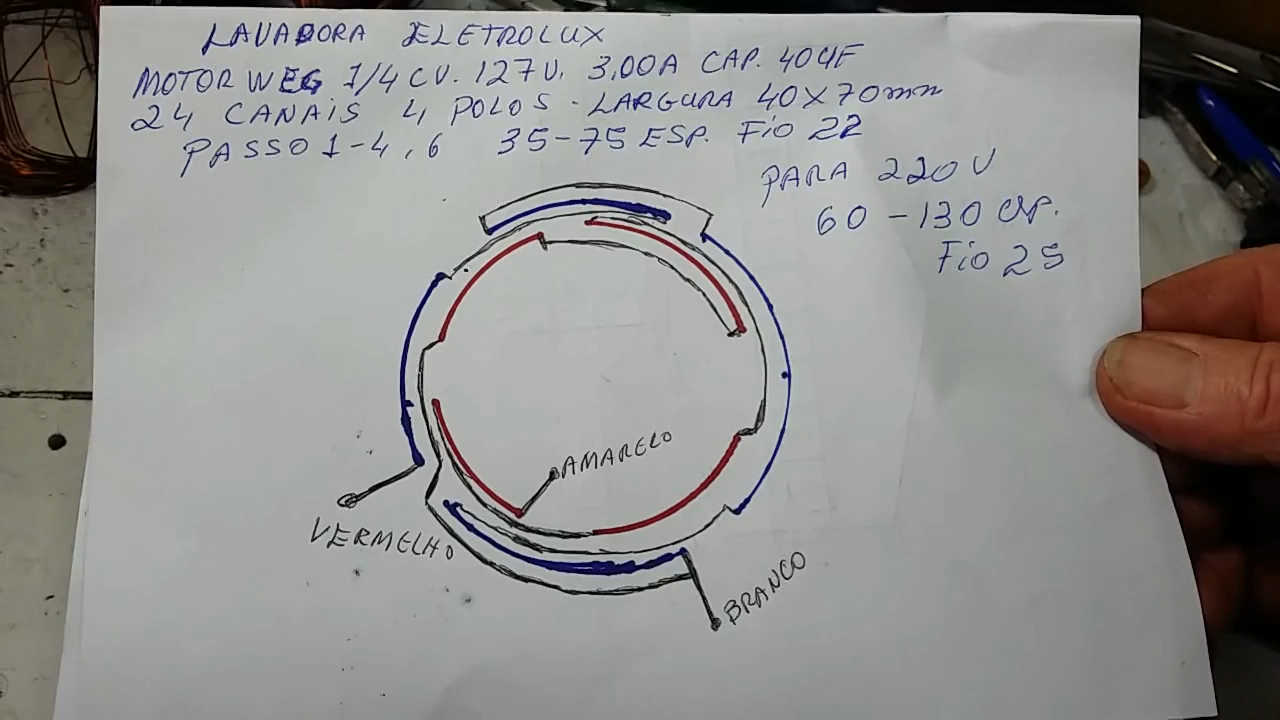 LAVADORA ELETROLUX
MOTOR WEG 1/4 CV. 127V. 3,00A CAP. 40UF
24 CANAIS 4 POLOS. LARGURA 40X70mm
PASSO 1-4,6 35-75 ESP. FIO 22
PARA 220V
60-130 ESP.
FIO 25
AMARELO
VERMELHO
BRANCO